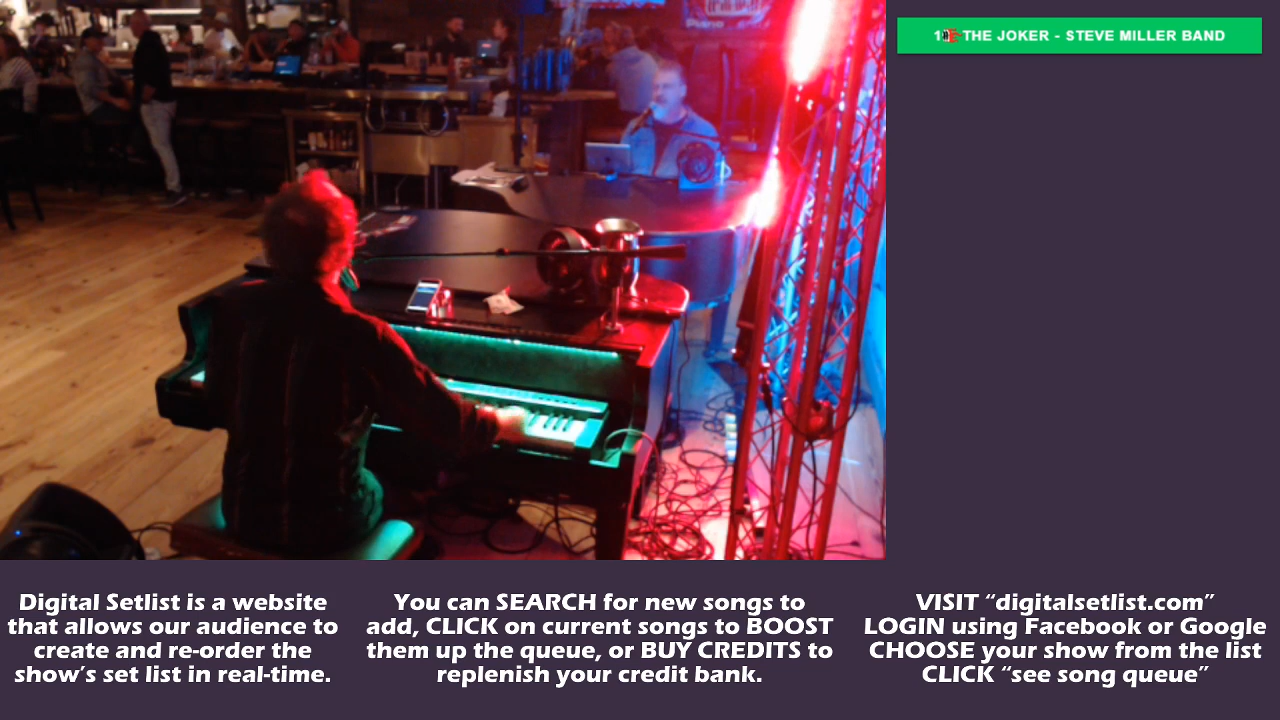 1 THE JOKER - STEVE MILLER BAND
Piano
Digital Setlist is a website
that allows our audience to
create and re-order the
show's set list in real-time.
You can SEARCH for new songs to
add, CLICK on current songs to BOOST
them up the queue, or BUY CREDITS to
replenish your credit bank.
VISIT “digitalsetlist.com”
LOGIN using Facebook or Google
CHOOSE your show from the list
CLICK “see song queue”